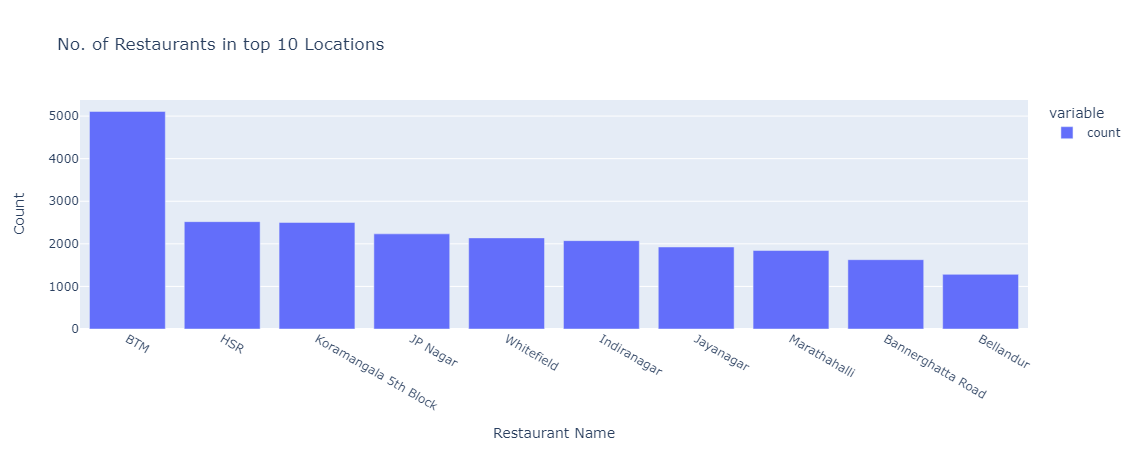 No. of Restaurants in top 10 Locations
variable
count
5000
4000
3000
2000
1000
0
Count
BTM
HSR
Koramangala 5th Block
JP Nagar
Whitefield
Indiranagar
Jayanagar
Marathahalli
Bannerghatta Road
Bellandur
Restaurant Name